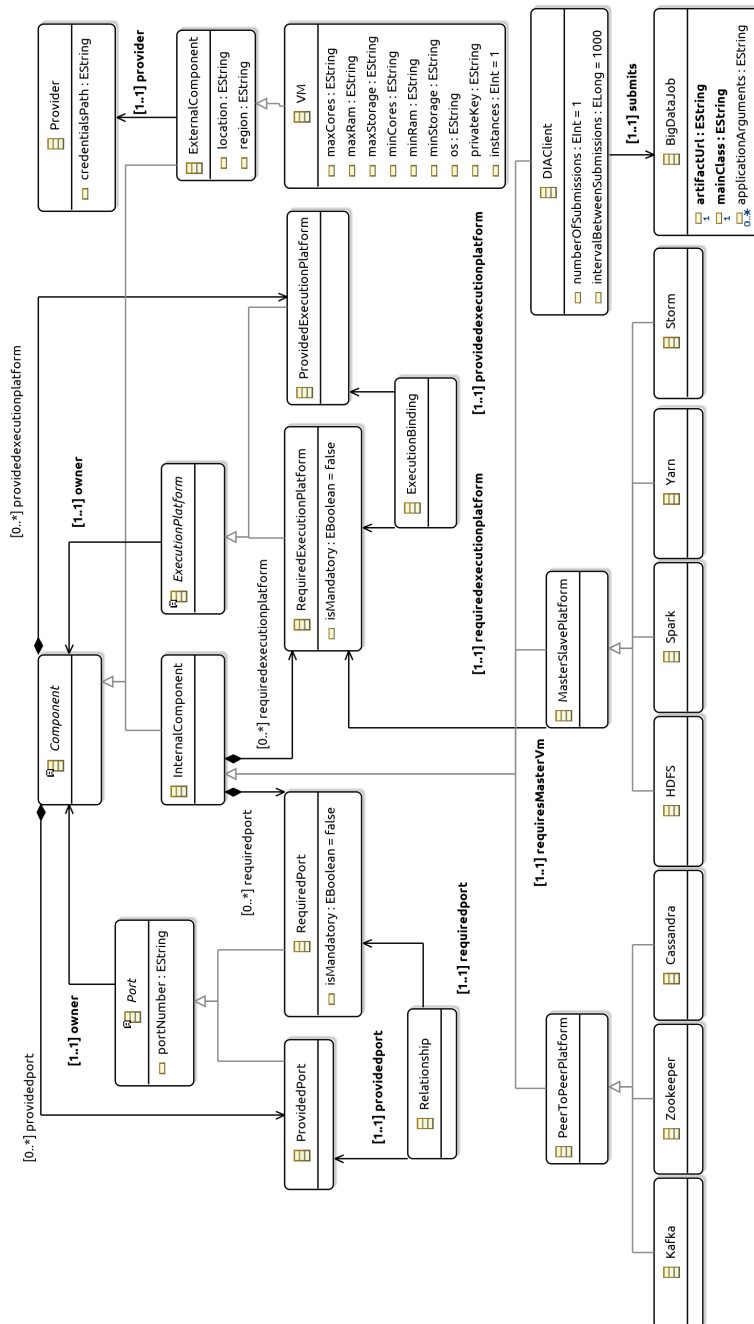 [0..*] providedexecutionplatform
[0..*] providedport
Component
Provider
credentialsPath : EString
[1..1] owner
[1..1] owner
[1..1] provider
Port
portNumber : EString
InternalComponent
ExecutionPlatform
ExternalComponent
location : EString
region : EString
[0..*] requiredport
[0..*] requiredexecutionplatform
ProvidedPort
RequiredPort
isMandatory : EBoolean = false
RequiredExecutionPlatform
isMandatory : EBoolean = False
ProvidedExecutionPlatform
VM
maxCores : EString
maxRam : EString
maxStorage : EString
minCores : EString
minRam : EString
minStorage : EString
os : EString
privateKey : EString
instances : EInt = 1
[1..1] providedport
Relationship
[1..1] requiredport
ExecutionBinding
[1..1] requiredexecutionplatform
[1..1] providedexecutionplatform
[1..1] requiresMasterVm
PeerToPeerPlatform
MasterSlavePlatform
DIAClient
numberOfSubmissions : EInt = 1
intervalBetweenSubmissions : ELong = 1000
[1..1] submits
Kafka
Zookeeper
Cassandra
HDFS
Spark
Yarn
Storm
BigDataJob
1 artifactUrl : EString
1 mainClass : EString
0..* applicationArguments : EString